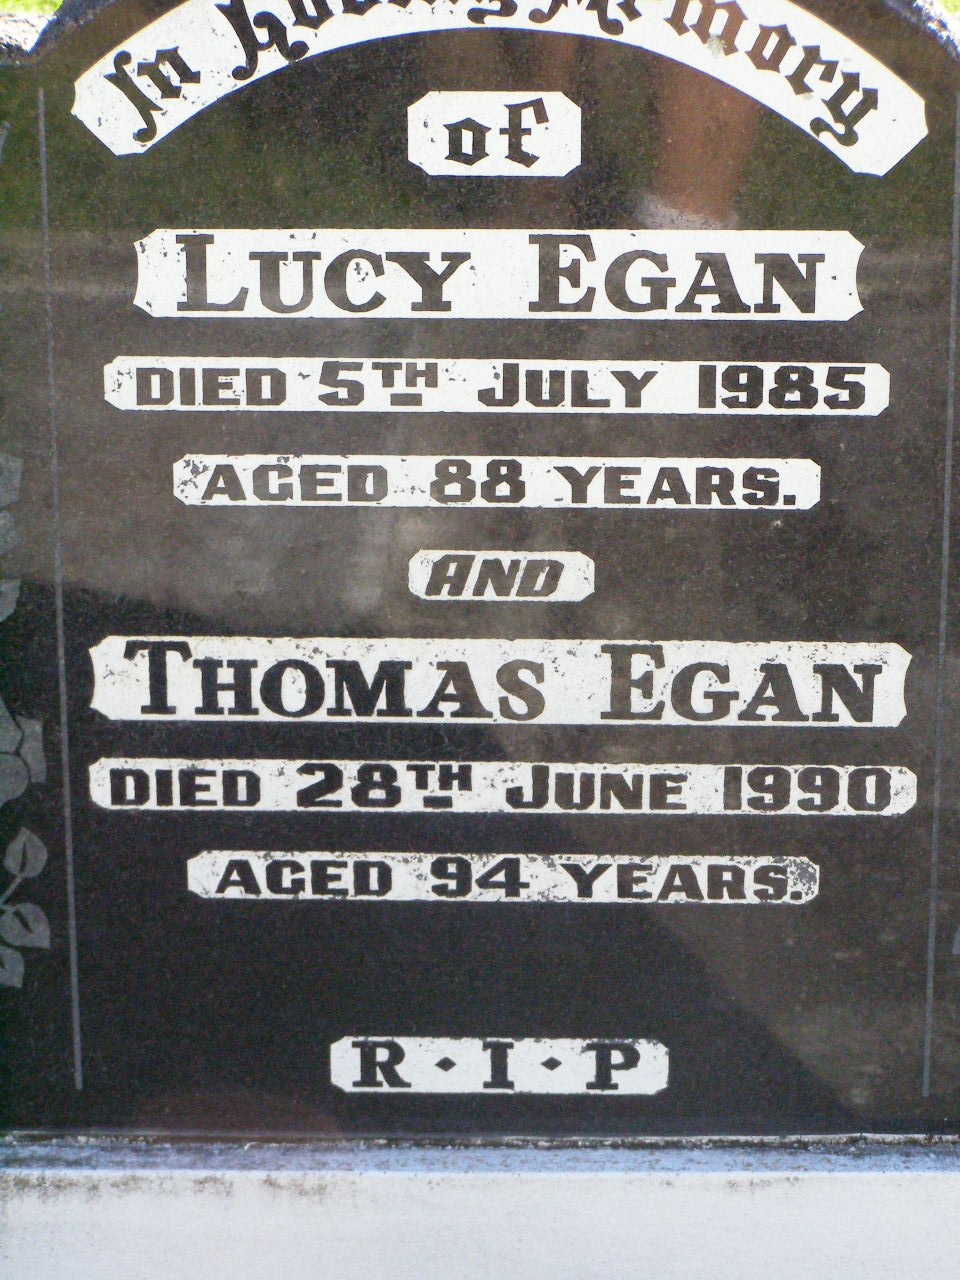 In Loving Memory
of
LUCY EGAN
DIED 5TH JULY 1985
AGED 88 YEARS.
AND
THOMAS EGAN
DIED 28TH JUNE 1990
AGED 94 YEARS.
R · I · P